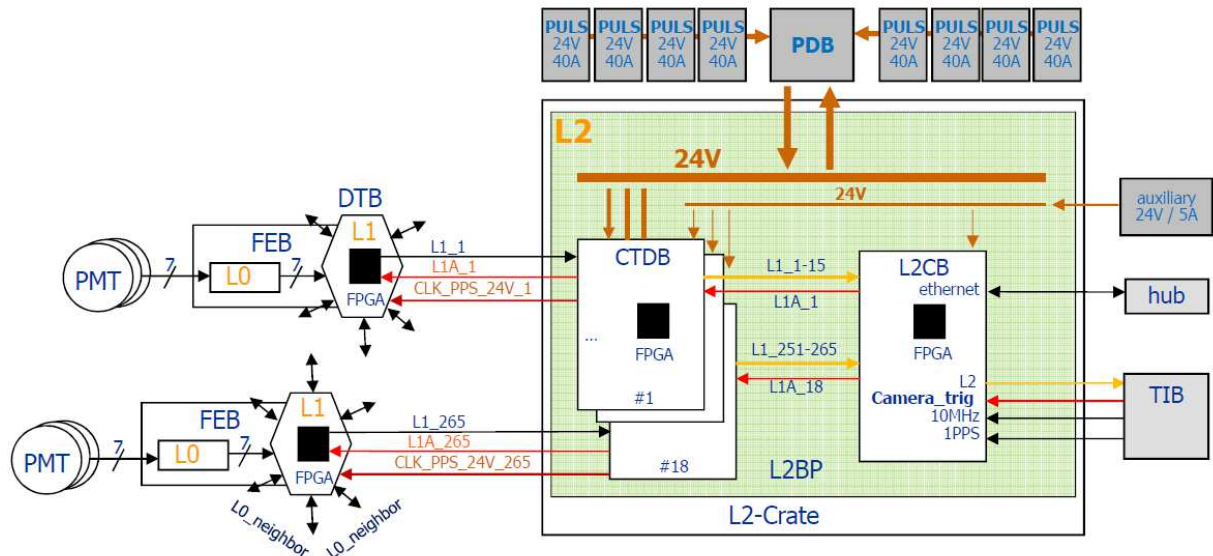 PULS
24V
40A
PULS
24V
40A
PULS
24V
40A
PULS
24V
40A
PDB
PULS
24V
40A
PULS
24V
40A
PULS
24V
40A
PULS
24V
40A
L2
24V
24V
auxiliary
24V / 5A
DTB
L1
FEB
L0
7
7
PMT
FPGA
L1_1
L1A_1
CLK_PPS_24V_1
CTDB
...
FPGA
#1
#18
L1_1-15
L1A_1
L1_251-265
L1A_18
L2CB
ethernet
FPGA
L2
Camera_trig
10MHz
1PPS
hub
TIB
FEB
L1
L0
7
7
PMT
FPGA
L1_265
L1A_265
CLK_PPS_24V_265
L0_neighbor
L0_neighbor
L2BP
L2-Crate